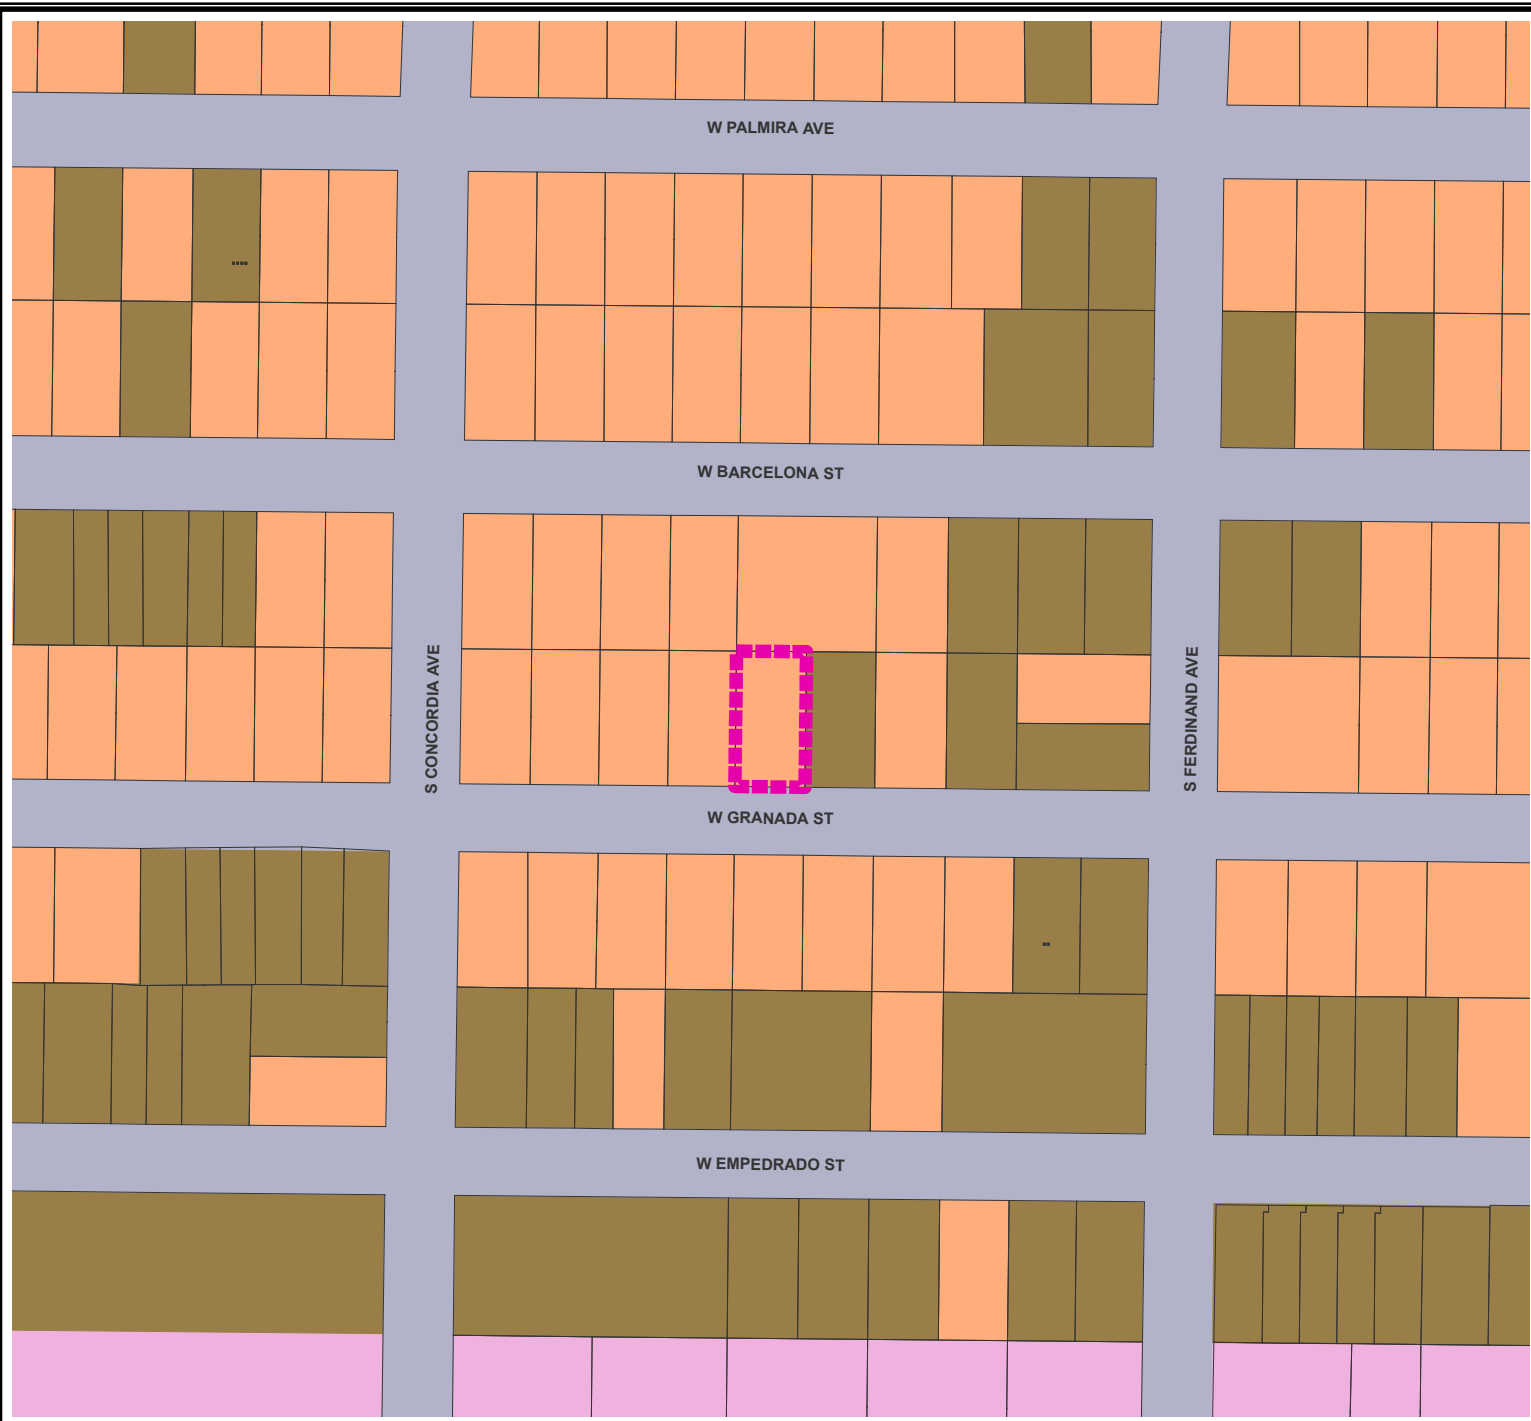 W PALMIRA AVE
W BARCELONA ST
S CONCORDIA AVE
S FERDINAND AVE
W GRANADA ST
W EMPEDRADO ST